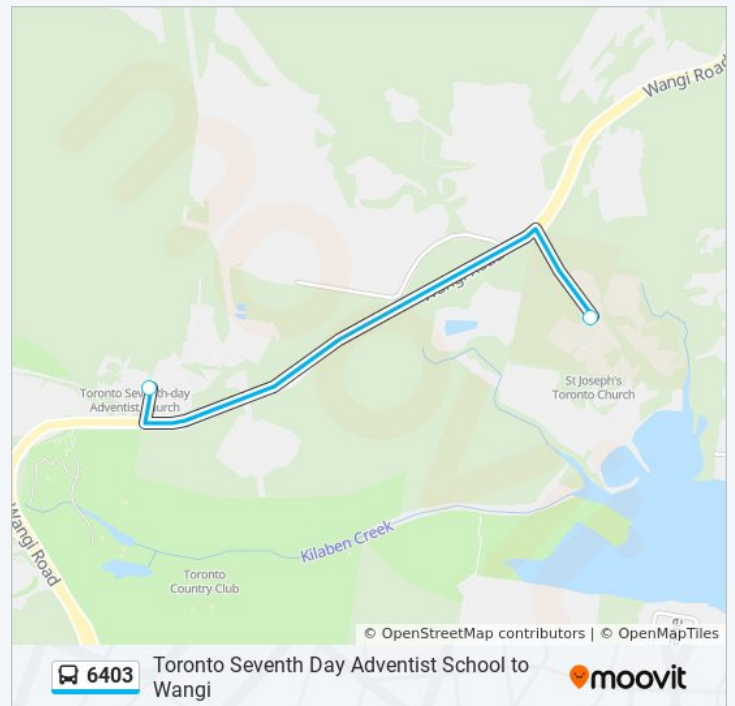 Wangi Road
Wangi Road
Toronto Seventh-day
Adventist Church
St Joseph's
Toronto Church
Wangi Road
Kilaben Creek
Toronto
Country Club
© OpenStreetMap contributors | © OpenMapTiles
6403
Toronto Seventh Day Adventist School to
Wangi
moovit